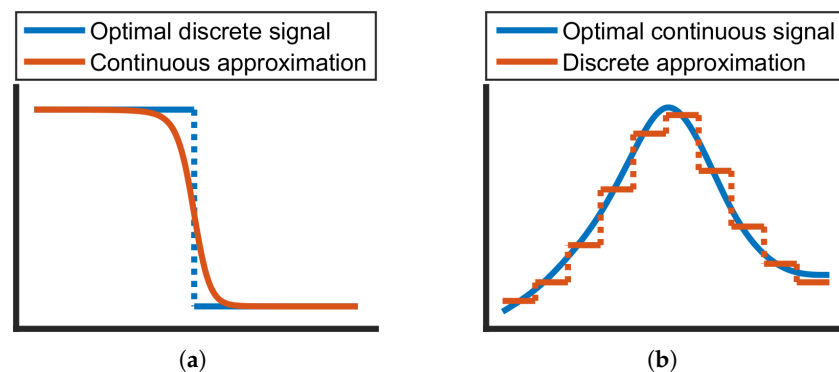 Optimal discrete signal
Continuous approximation
(a)
Optimal continuous signal
Discrete approximation
(b)